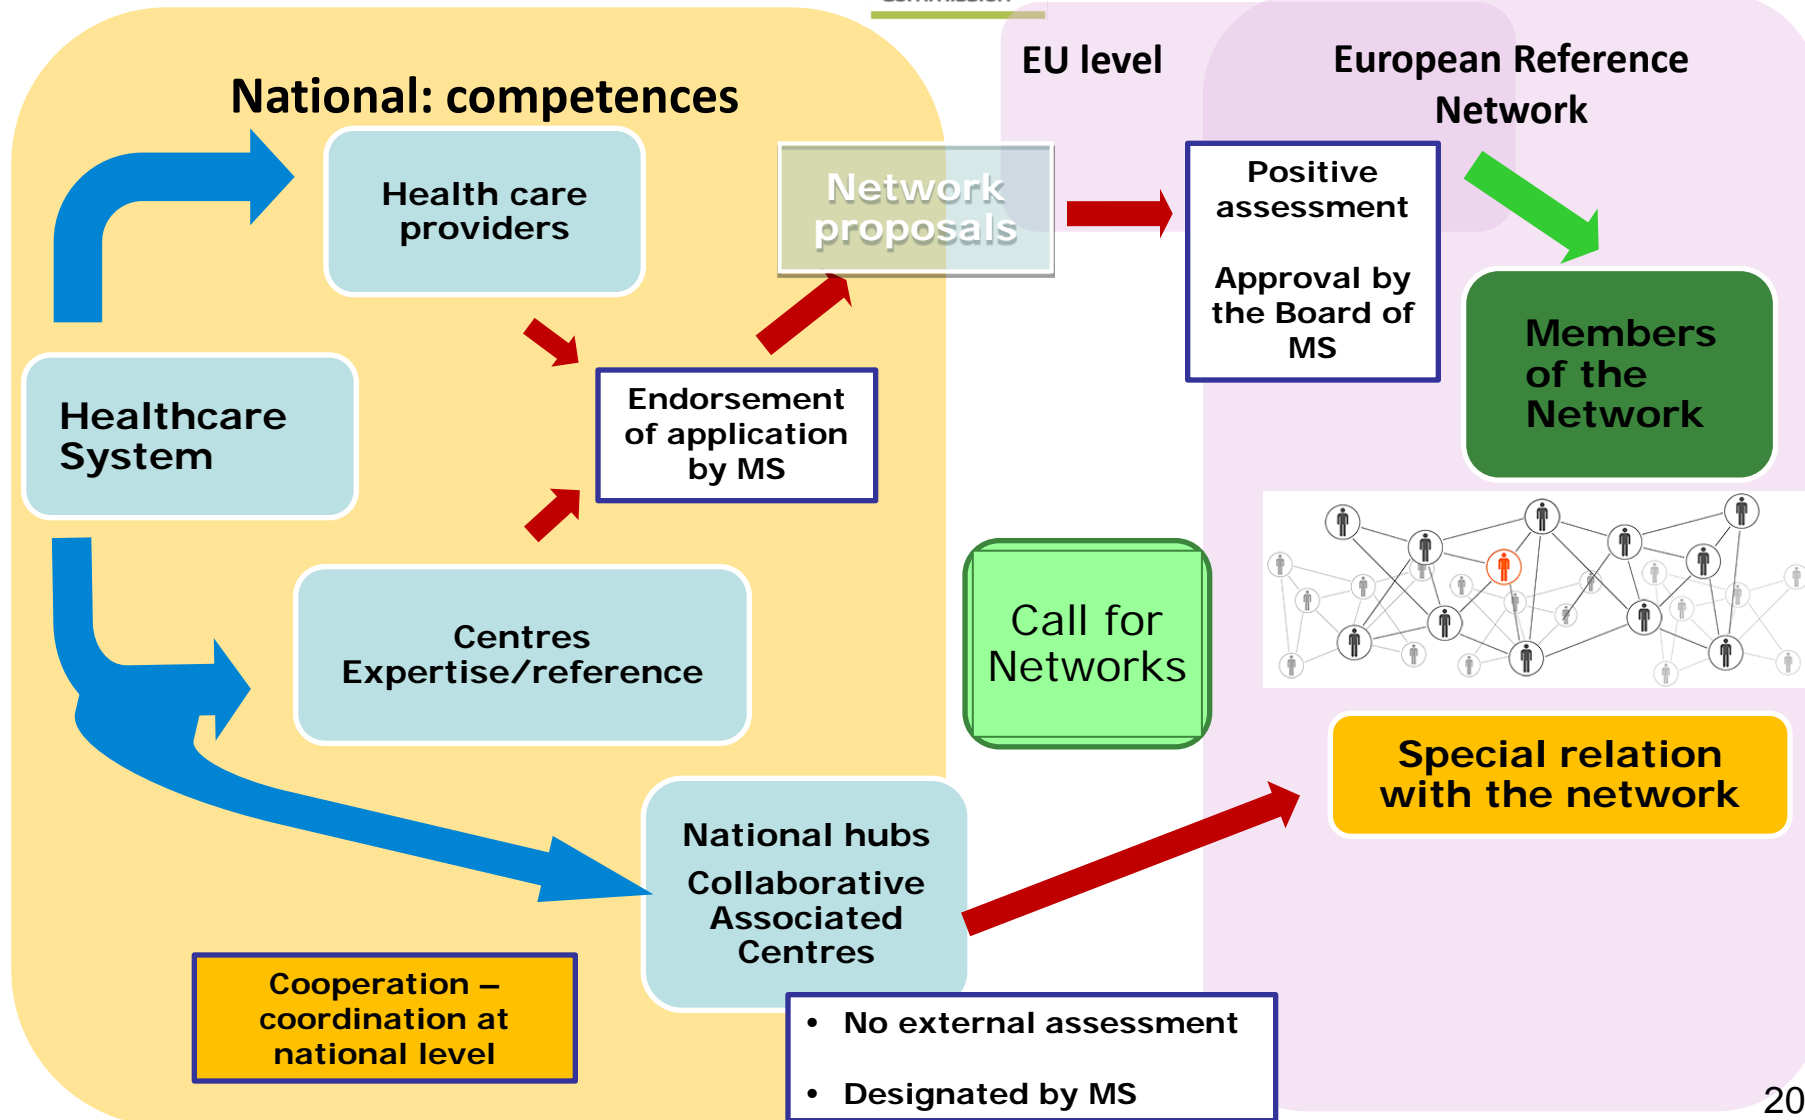 Commission
EU level
European Reference
Network
National: competences
Health care
providers
Network
proposals
Positive
assessment
Approval by
the Board of
MS
Members
of the
Network
Healthcare
System
Endorsement
of application
by MS
Call for
Networks
Centres
Expertise/reference
Special relation
with the network
National hubs
Collaborative
Associated
Centres
Cooperation –
coordination at
national level
• No external assessment
• Designated by MS
20